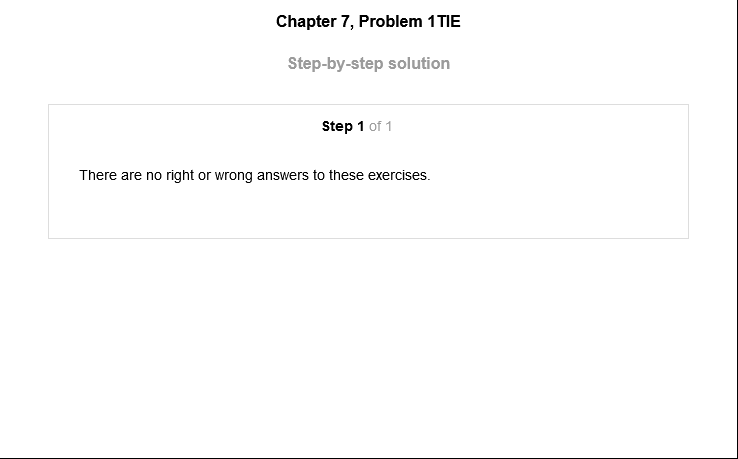 Chapter 7, Problem 1TIE
Step-by-step solution
Step 1 of 1
There are no right or wrong answers to these exercises.